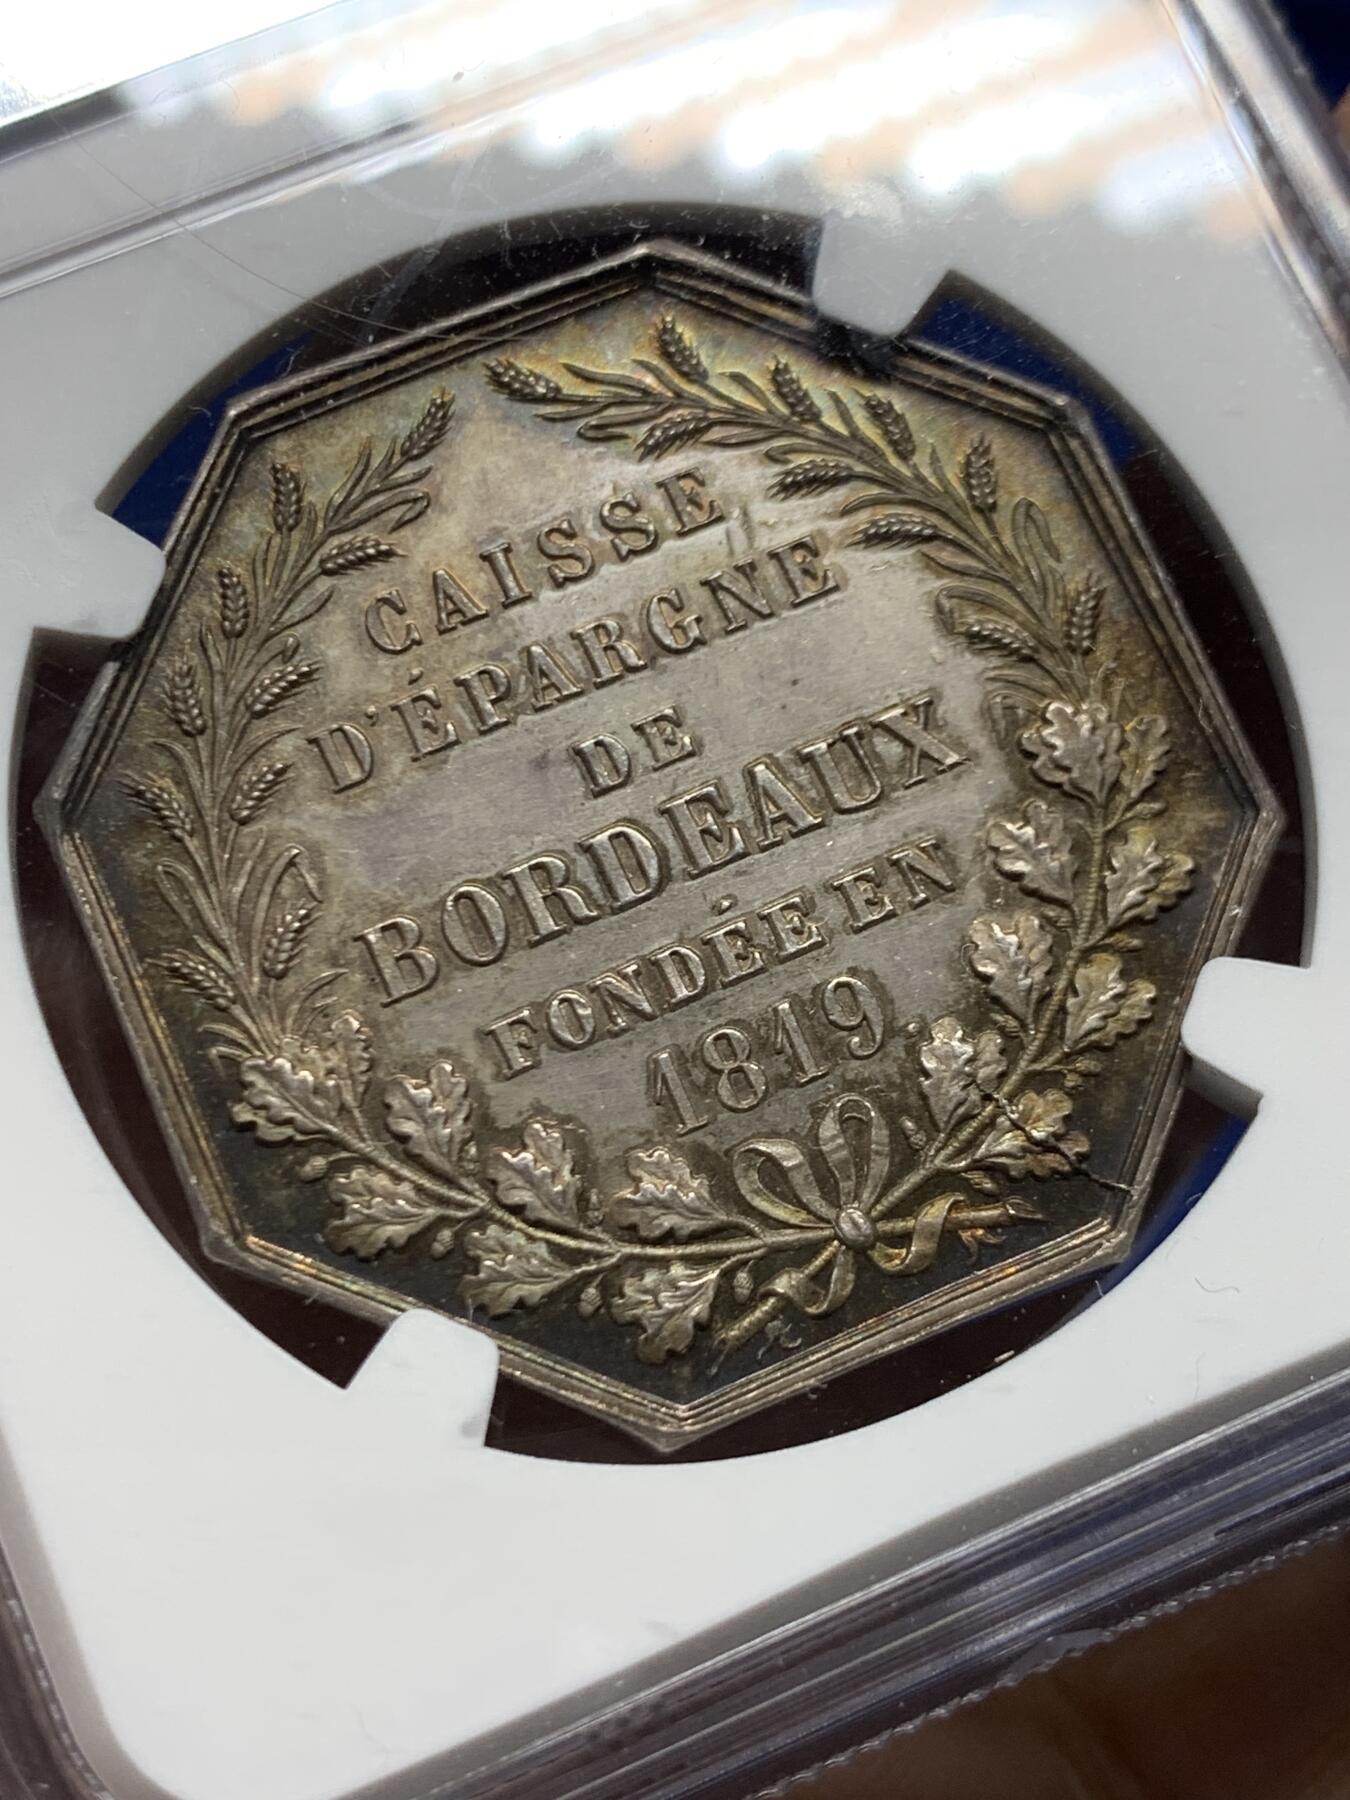 CAISSE
D'ÉPARGNE
DE
BORDEAUX
FONDÉE EN
1819